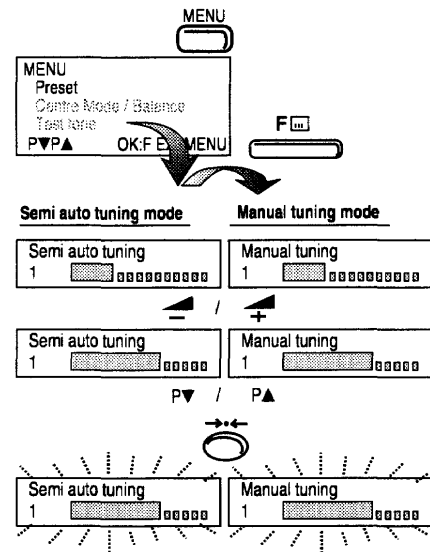 MENU
MENU
Preset
Centre Mode / Balance
Test tone
P▼P▲ OK:F E MENU
F
Semi auto tuning mode Manual tuning mode
Semi auto tuning Manual tuning
1 1
− / +
Semi auto tuning Manual tuning
1 1
P▼ / P▲
Semi auto tuning Manual tuning
1 1